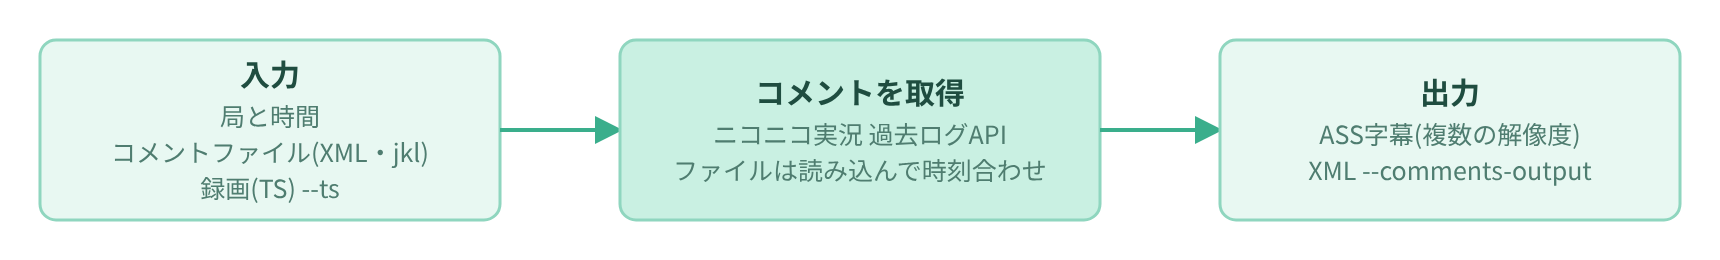 入力
局と時間
コメントファイル(XML・jkl)
録画(TS) --ts
コメントを取得
ニコニコ実況 過去ログAPI
ファイルは読み込んで時刻合わせ
出力
ASS字幕(複数の解像度)
XML --comments-output